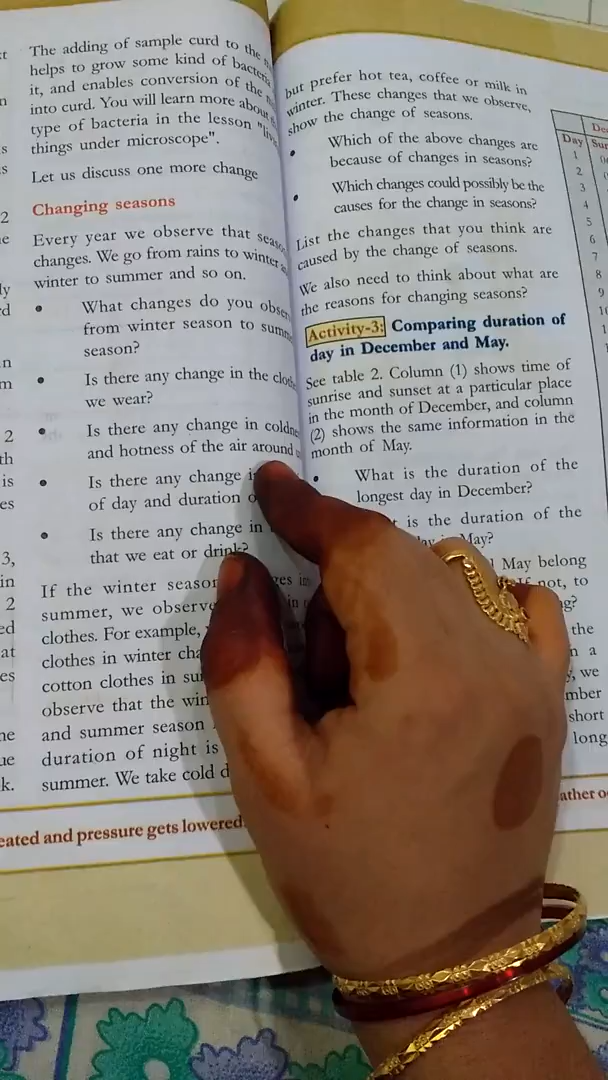 The adding of sample curd to the
helps to grow some kind of bacteria
it, and enables conversion of the
into curd. You will learn more about
type of bacteria in the lesson
things under microscope".
Let us discuss one more change
Changing seasons
Every year we observe that
changes. We go from rains to winter
winter to summer and so on.
• What changes do you
from winter season to
season?
• Is there any change in the
we wear?
• Is there any change in
and hotness of the air around
• Is there any change
of day and duration
• Is there any change in
that we eat or drink?
If the winter season
summer, we observe
clothes. For example,
clothes in winter
cotton clothes in
observe that the
and summer season
duration of night is
summer. We take cold
eated and pressure gets lowered.
but prefer hot tea, coffee or milk in
winter. These changes that we observe,
show the change of seasons.
• Which of the above changes are
because of changes in seasons?
• Which changes could possibly be the
causes for the change in seasons?
List the changes that you think are
caused by the change of seasons.
We also need to think about what are
the reasons for changing seasons?
Activity-3: Comparing duration of
day in December and May.
See table 2. Column (1) shows time of
sunrise and sunset at a particular place
in the month of December, and column
(2) shows the same information in the
month of May.
• What is the duration of the
longest day in December?
is the duration of the
May?
May belong
If not, to
the
a
we
short
long
Day
1
2
3
4
5
6
7
8
9